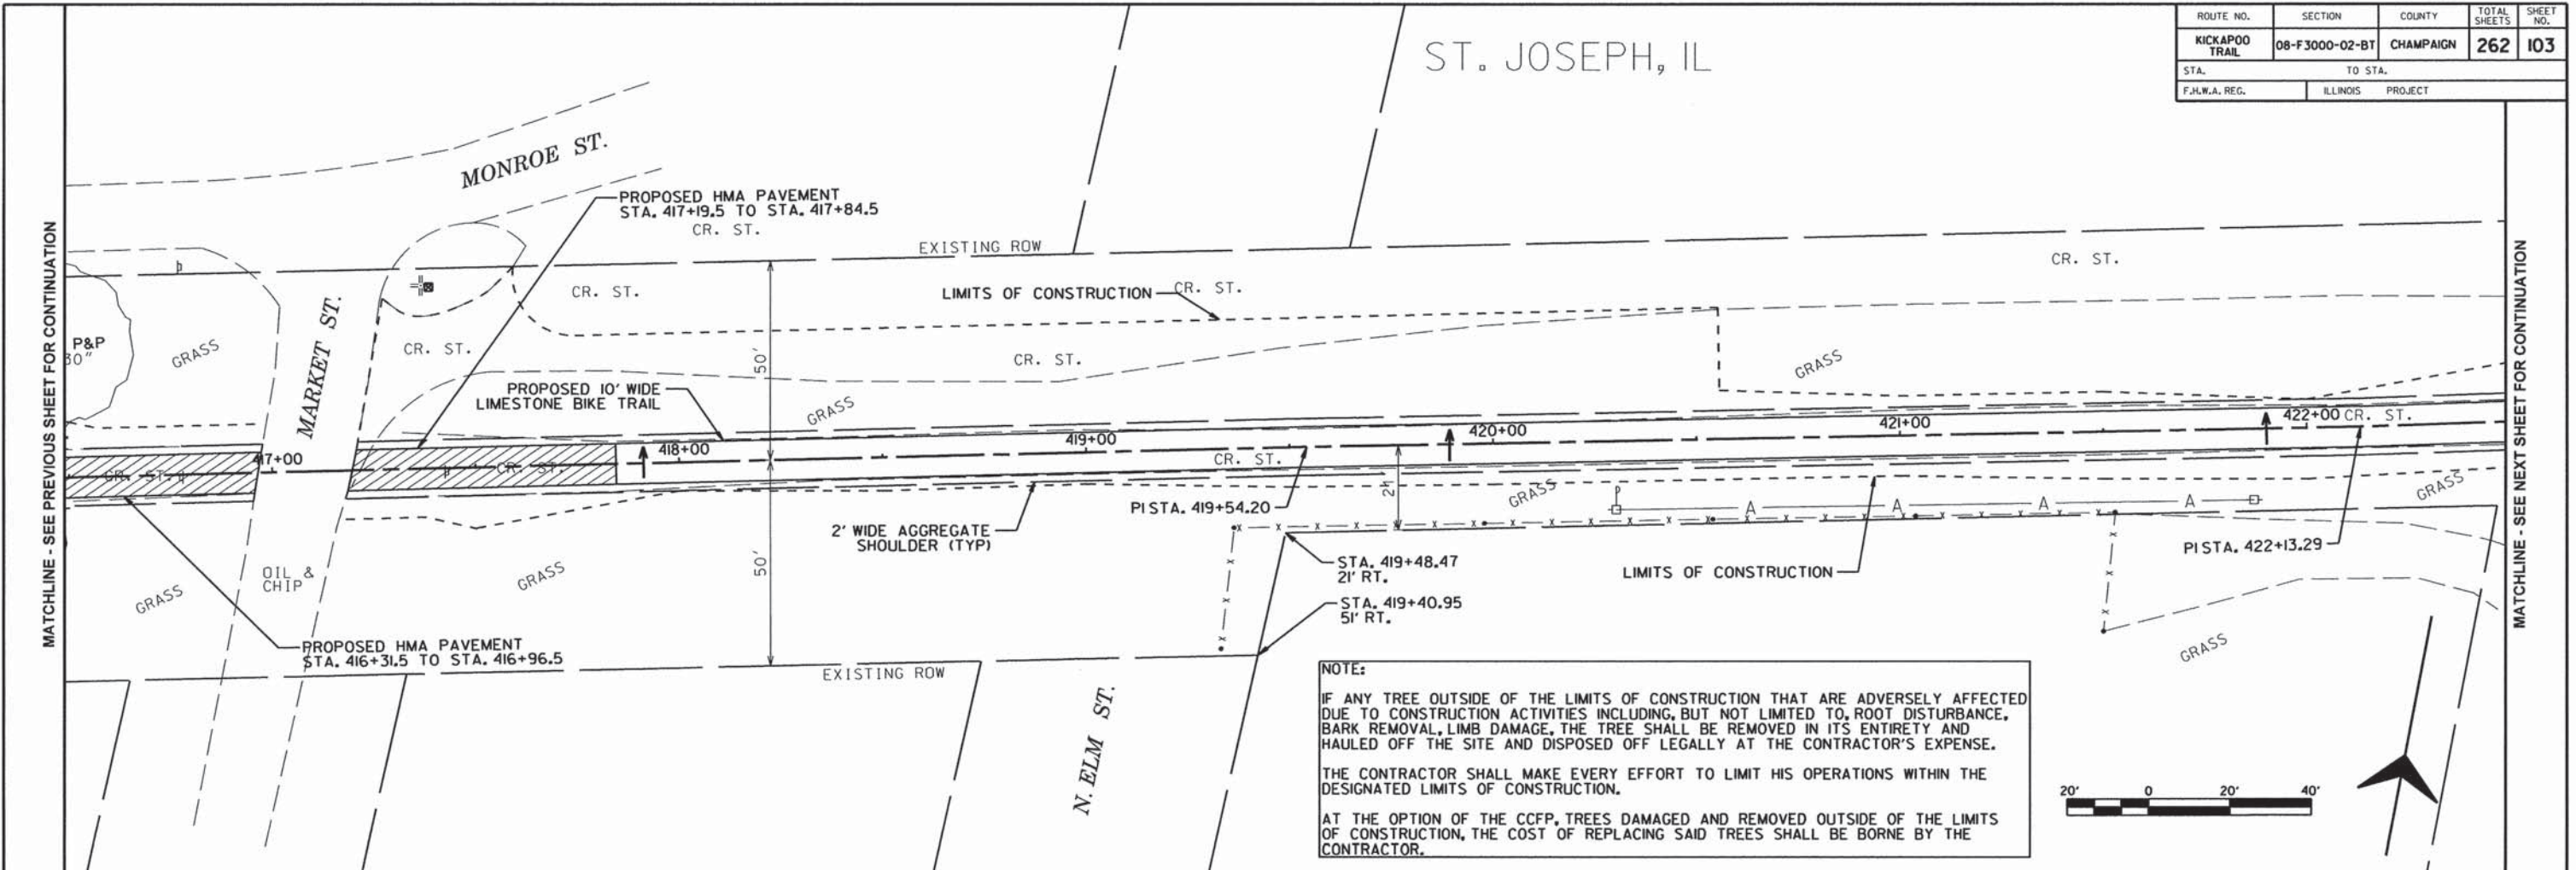 ROUTE NO. SECTION COUNTY TOTAL SHEETS SHEET NO.
KICKAPOO TRAIL 08-F3000-02-BT CHAMPAIGN 262 103
STA. TO STA.
F.H.W.A. REG. ILLINOIS PROJECT
ST. JOSEPH, IL
MATCHLINE - SEE PREVIOUS SHEET FOR CONTINUATION
MONROE ST.
PROPOSED HMA PAVEMENT
STA. 417+19.5 TO STA. 417+84.5
CR. ST.
EXISTING ROW
CR. ST.
CR. ST.
LIMITS OF CONSTRUCTION
CR. ST.
P&P
30"
GRASS
MARKET ST.
CR. ST.
50'
CR. ST.
GRASS
PROPOSED 10' WIDE
LIMESTONE BIKE TRAIL
GRASS
417+00
418+00
419+00
420+00
421+00
422+00
CR. ST.
CR. ST.
CR. ST.
CR. ST.
PI STA. 419+54.20
21'
GRASS
A
A
A
A
GRASS
2' WIDE AGGREGATE
SHOULDER (TYP)
50'
PI STA. 422+13.29
STA. 419+48.47
21' RT.
LIMITS OF CONSTRUCTION
STA. 419+40.95
51' RT.
OIL &
CHIP
GRASS
GRASS
GRASS
PROPOSED HMA PAVEMENT
STA. 416+31.5 TO STA. 416+96.5
EXISTING ROW
N. ELM ST.
NOTE:
IF ANY TREE OUTSIDE OF THE LIMITS OF CONSTRUCTION THAT ARE ADVERSELY AFFECTED
DUE TO CONSTRUCTION ACTIVITIES INCLUDING, BUT NOT LIMITED TO, ROOT DISTURBANCE,
BARK REMOVAL, LIMB DAMAGE, THE TREE SHALL BE REMOVED IN ITS ENTIRETY AND
HAULED OFF THE SITE AND DISPOSED OFF LEGALLY AT THE CONTRACTOR'S EXPENSE.
THE CONTRACTOR SHALL MAKE EVERY EFFORT TO LIMIT HIS OPERATIONS WITHIN THE
DESIGNATED LIMITS OF CONSTRUCTION.
AT THE OPTION OF THE CCFP, TREES DAMAGED AND REMOVED OUTSIDE OF THE LIMITS
OF CONSTRUCTION, THE COST OF REPLACING SAID TREES SHALL BE BORNE BY THE
CONTRACTOR.
20' 0 20' 40'
MATCHLINE - SEE NEXT SHEET FOR CONTINUATION